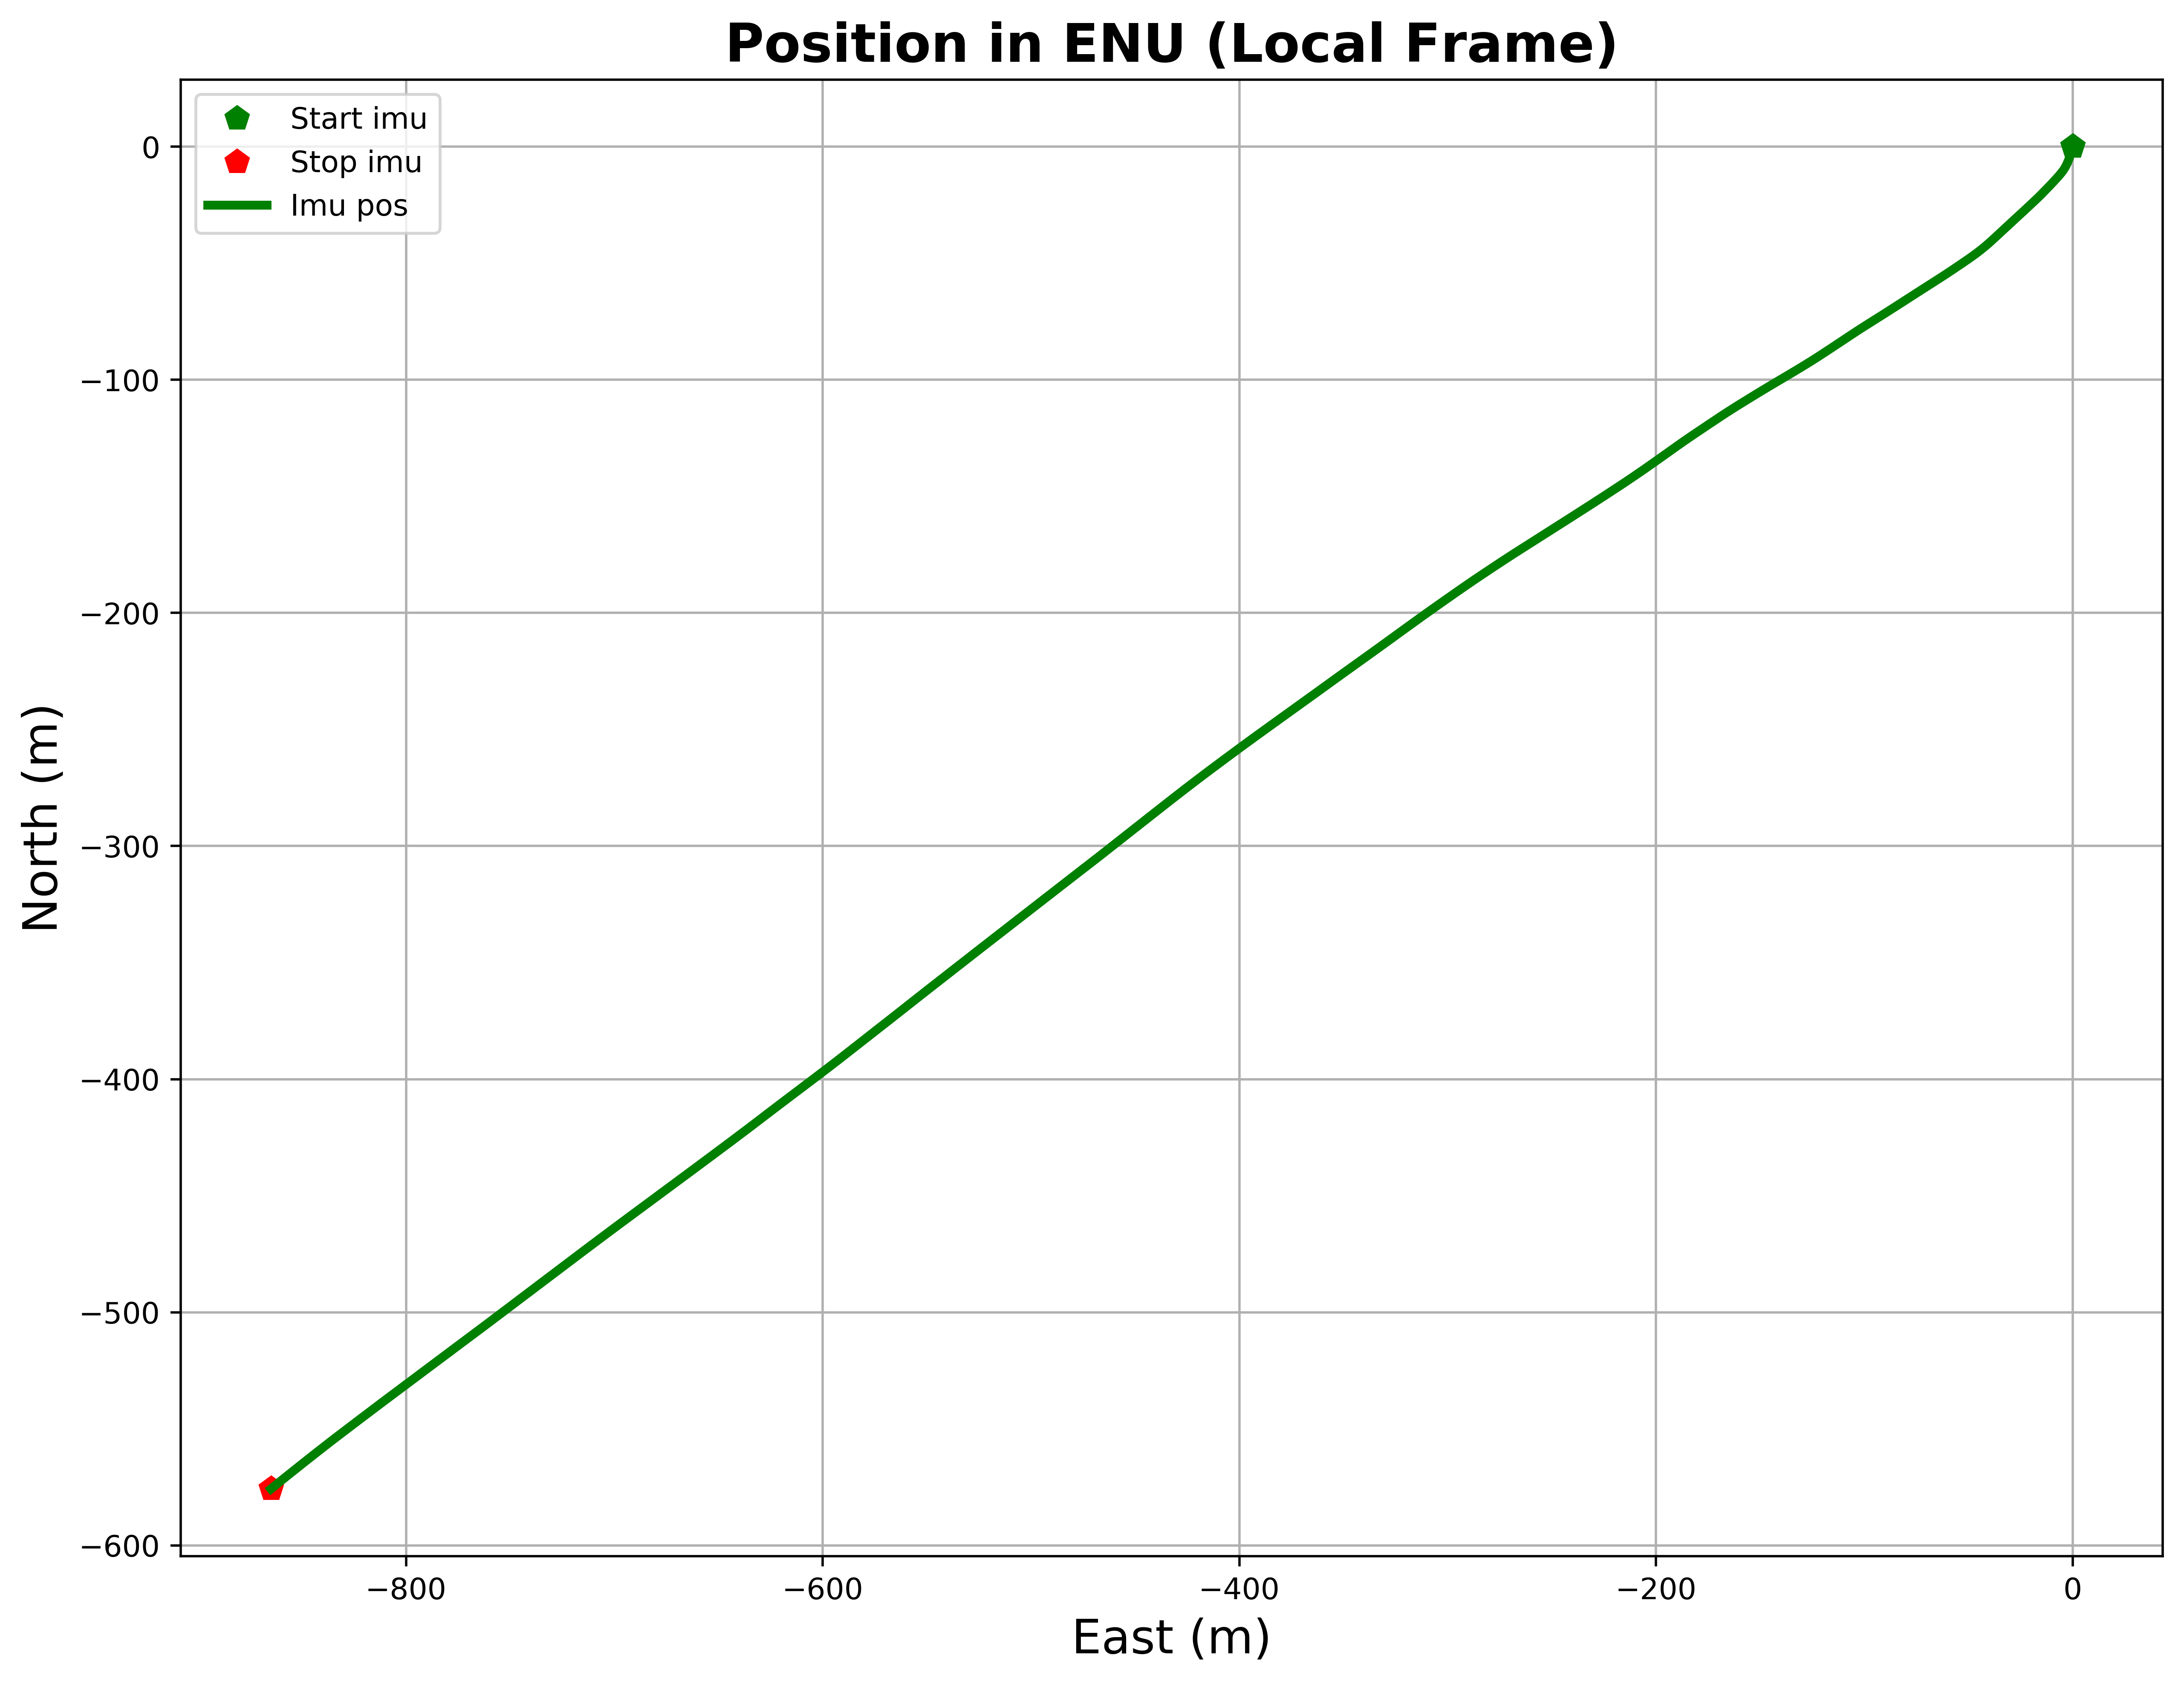 Position in ENU (Local Frame)
Start imu
Stop imu
Imu pos
0
−100
−200
−300
−400
−500
−600
North (m)
−800
−600
−400
−200
0
East (m)